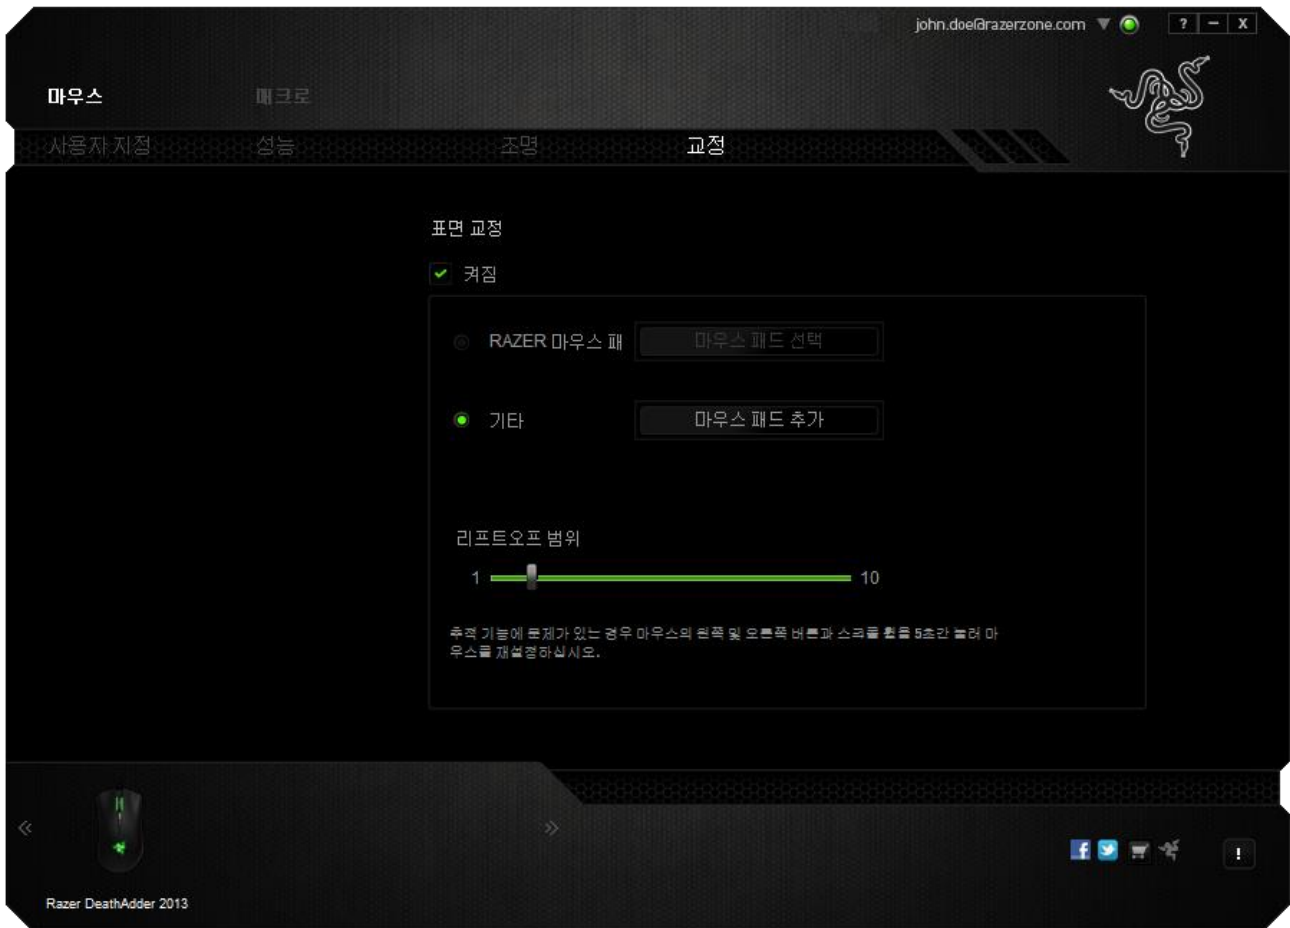 john.doe@razerzone.com
? – X
마우스 매크로
사용자 지정 성능 조명 교정
표면 교정
켜짐
RAZER 마우스 패 마우스 패드 선택
기타 마우스 패드 추가
리프트오프 범위
1 10
추적 기능에 문제가 있는 경우 마우스의 왼쪽 및 오른쪽 버튼과 스크롤 휠을 5초간 눌러 마
우스를 재설정하십시오.
Razer DeathAdder 2013
!